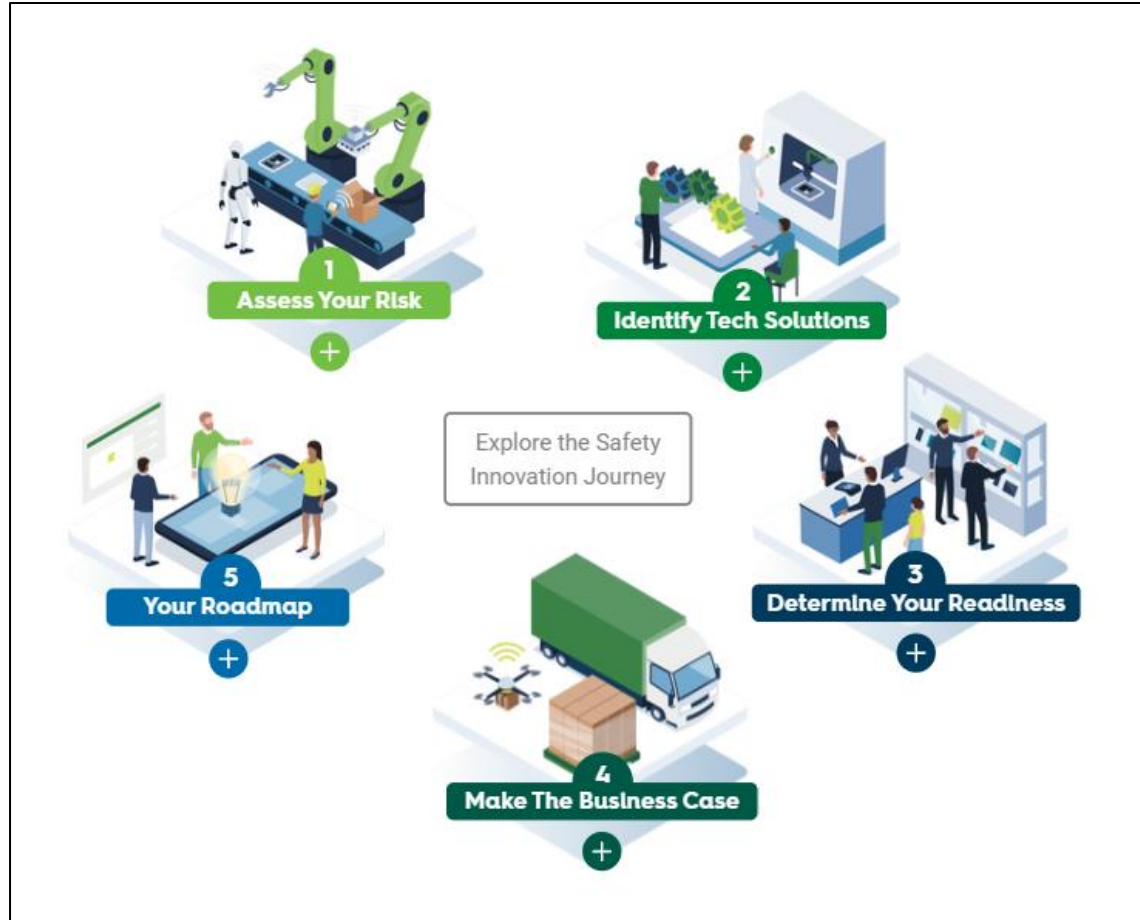 1
Assess Your Risk
2
Identify Tech Solutions
Explore the Safety
Innovation Journey
3
Determine Your Readiness
5
Your Roadmap
4
Make The Business Case